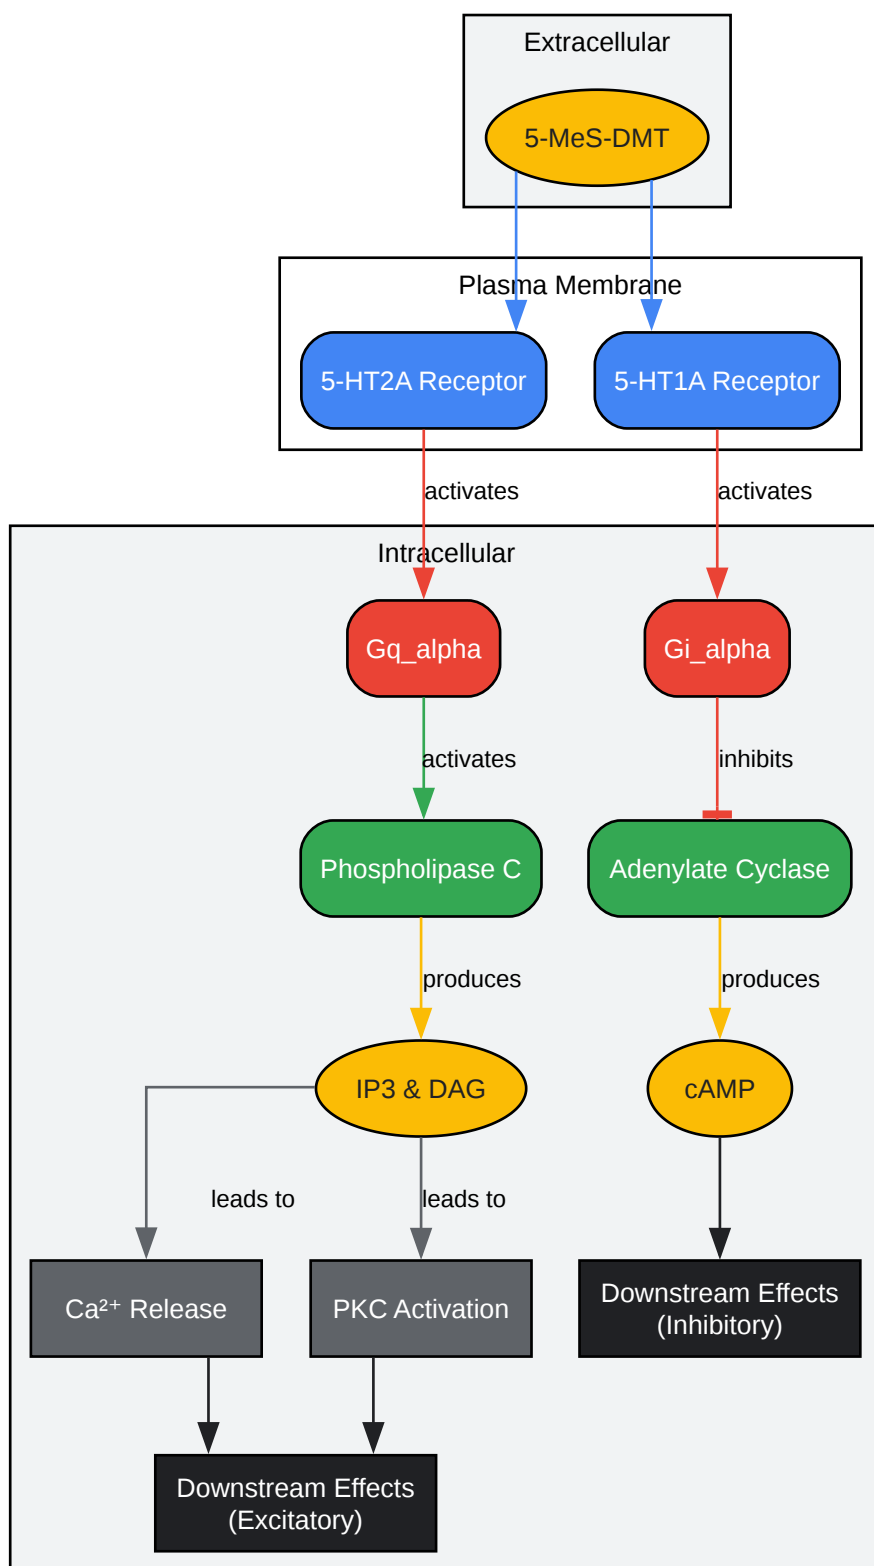 Extracellular
5-MeS-DMT
Plasma Membrane
5-HT2A Receptor
5-HT1A Receptor
activates
activates
Intracellular
Gq_alpha
Gi_alpha
activates
inhibits
Phospholipase C
Adenylate Cyclase
produces
produces
IP3 & DAG
cAMP
leads to
leads to
Ca²⁺ Release
PKC Activation
Downstream Effects
(Inhibitory)
Downstream Effects
(Excitatory)